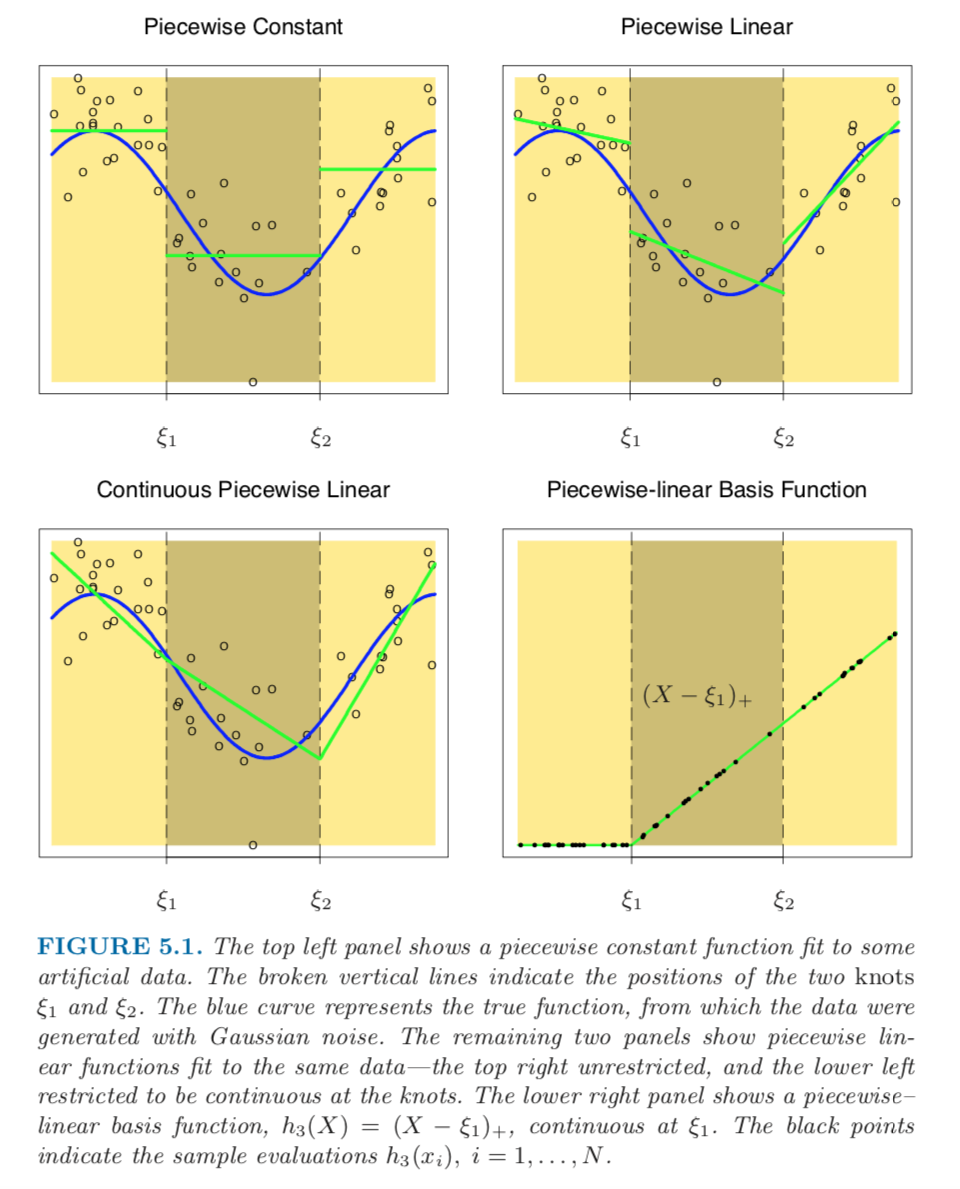 Piecewise Constant
Piecewise Linear
ξ1
ξ2
ξ1
ξ2
Continuous Piecewise Linear
Piecewise-linear Basis Function
(X − ξ1)+
ξ1
ξ2
ξ1
ξ2
FIGURE 5.1. The top left panel shows a piecewise constant function fit to some
artificial data. The broken vertical lines indicate the positions of the two knots
ξ1 and ξ2. The blue curve represents the true function, from which the data were
generated with Gaussian noise. The remaining two panels show piecewise lin-
ear functions fit to the same data—the top right unrestricted, and the lower left
restricted to be continuous at the knots. The lower right panel shows a piecewise–
linear basis function, h3(X) = (X − ξ1)+, continuous at ξ1. The black points
indicate the sample evaluations h3(xi), i = 1, . . . , N.